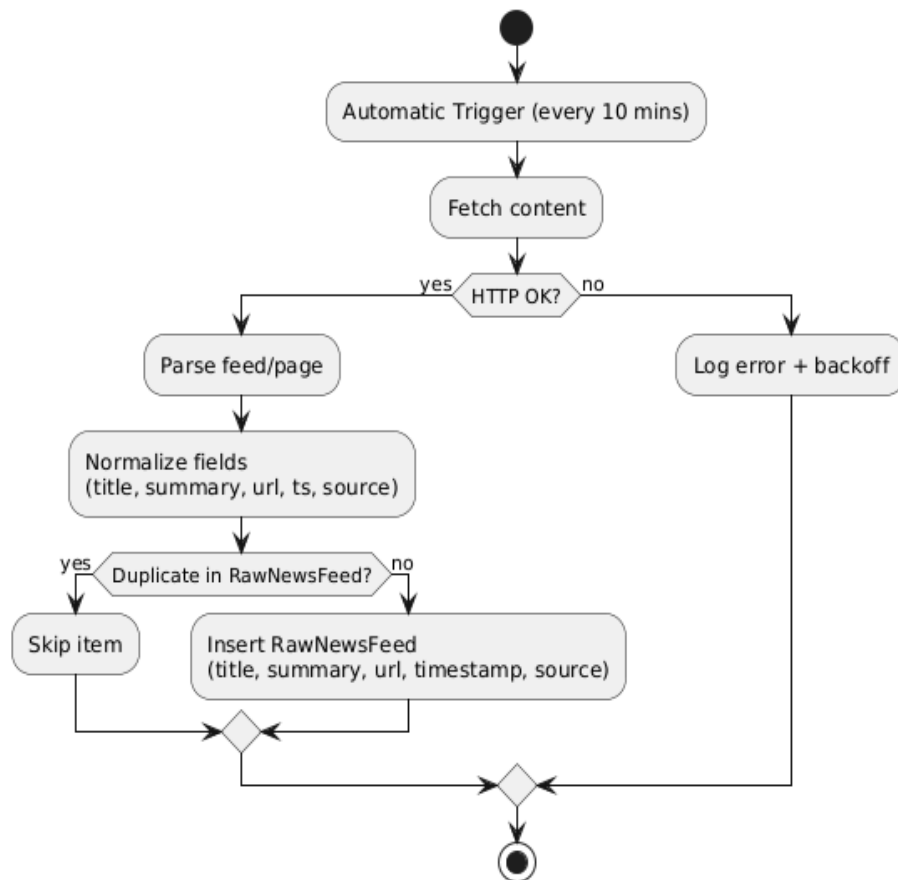 Automatic Trigger (every 10 mins)
Fetch content
yes
HTTP OK?
no
Parse feed/page
Log error + backoff
Normalize fields
(title, summary, url, ts, source)
yes
Duplicate in RawNewsFeed?
no
Skip item
Insert RawNewsFeed
(title, summary, url, timestamp, source)